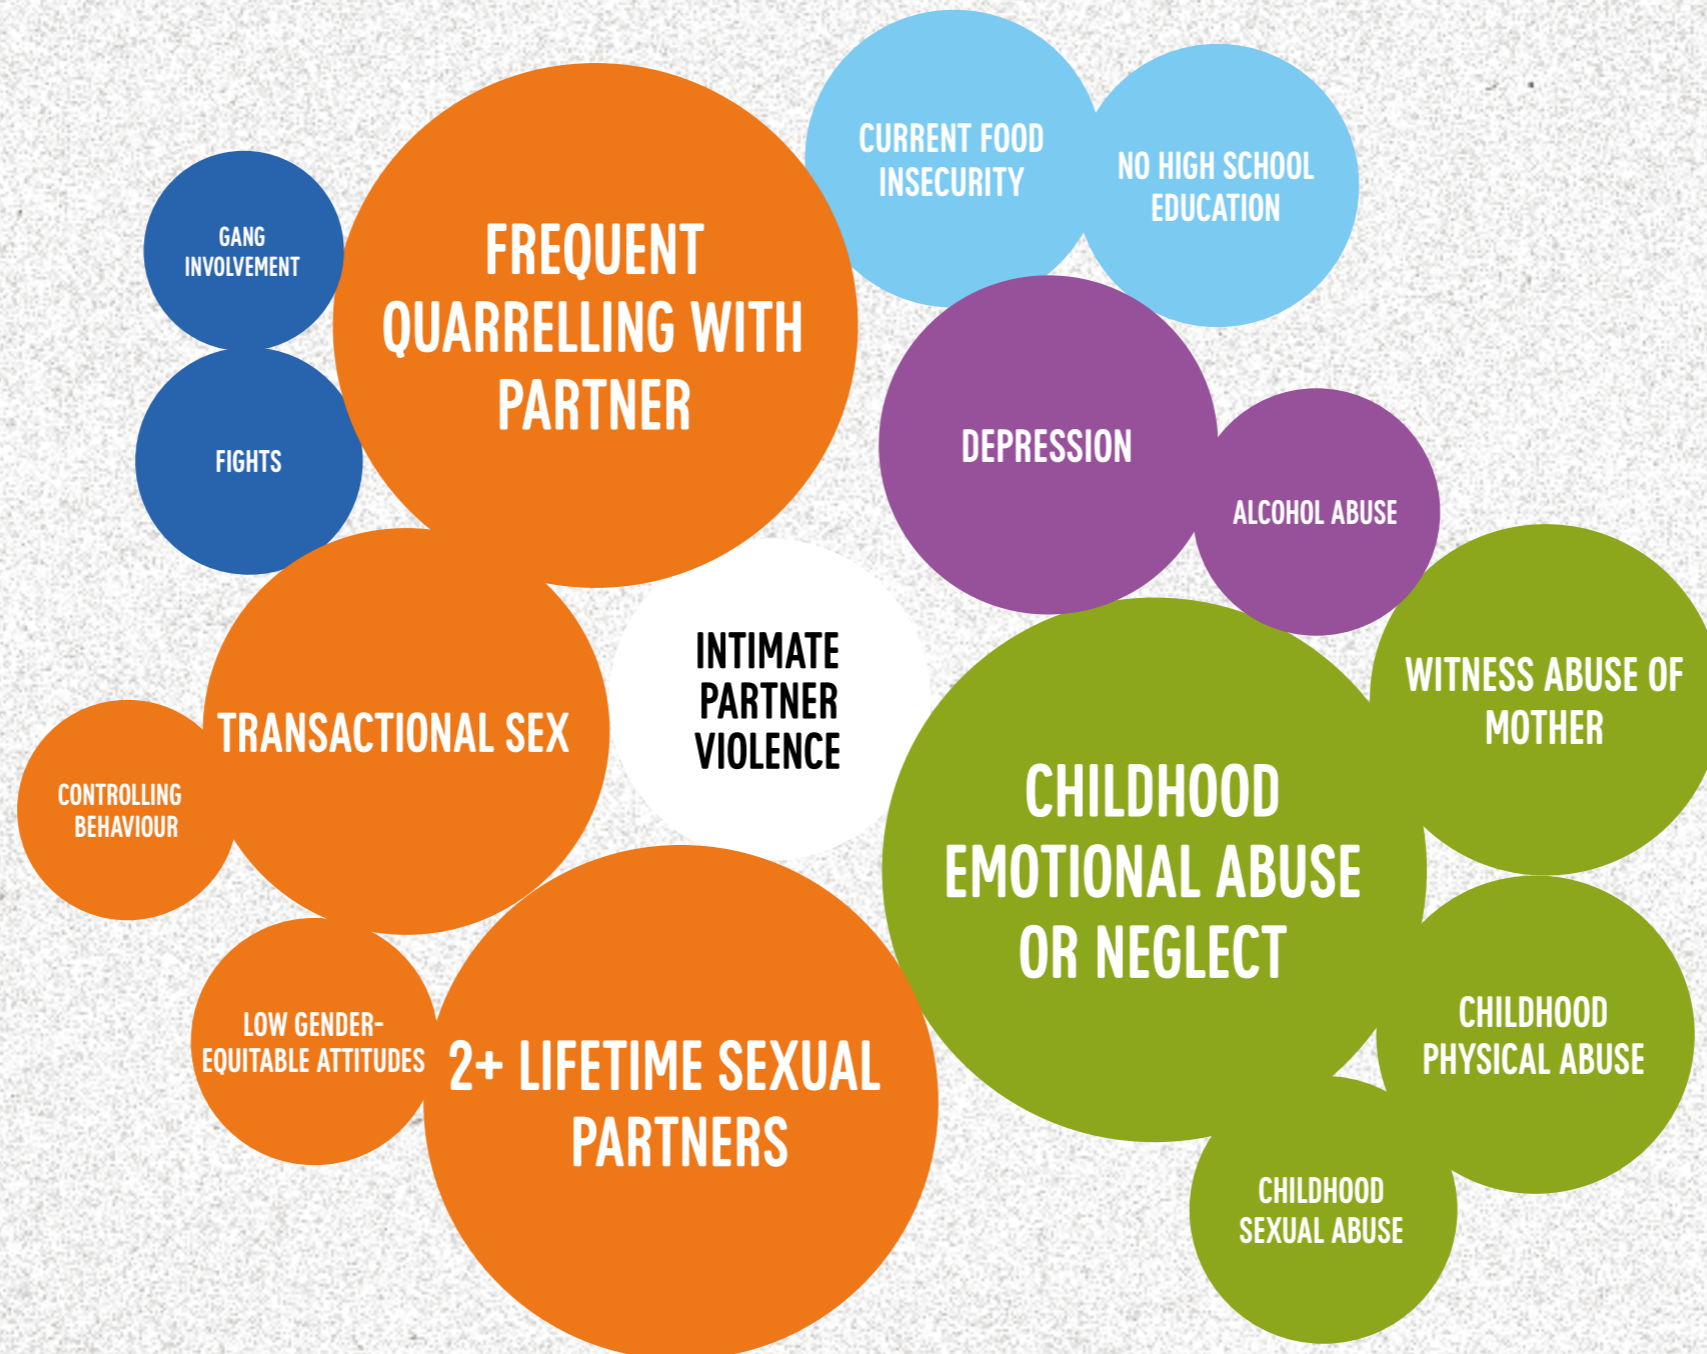 CURRENT FOOD
INSECURITY
NO HIGH SCHOOL
EDUCATION
GANG
INVOLVEMENT
FREQUENT
QUARRELLING WITH
PARTNER
FIGHTS
DEPRESSION
ALCOHOL ABUSE
INTIMATE
PARTNER
VIOLENCE
WITNESS ABUSE OF
MOTHER
TRANSACTIONAL SEX
CONTROLLING
BEHAVIOUR
CHILDHOOD
EMOTIONAL ABUSE
OR NEGLECT
LOW GENDER-
EQUITABLE ATTITUDES
2+ LIFETIME SEXUAL
PARTNERS
CHILDHOOD
PHYSICAL ABUSE
CHILDHOOD
SEXUAL ABUSE